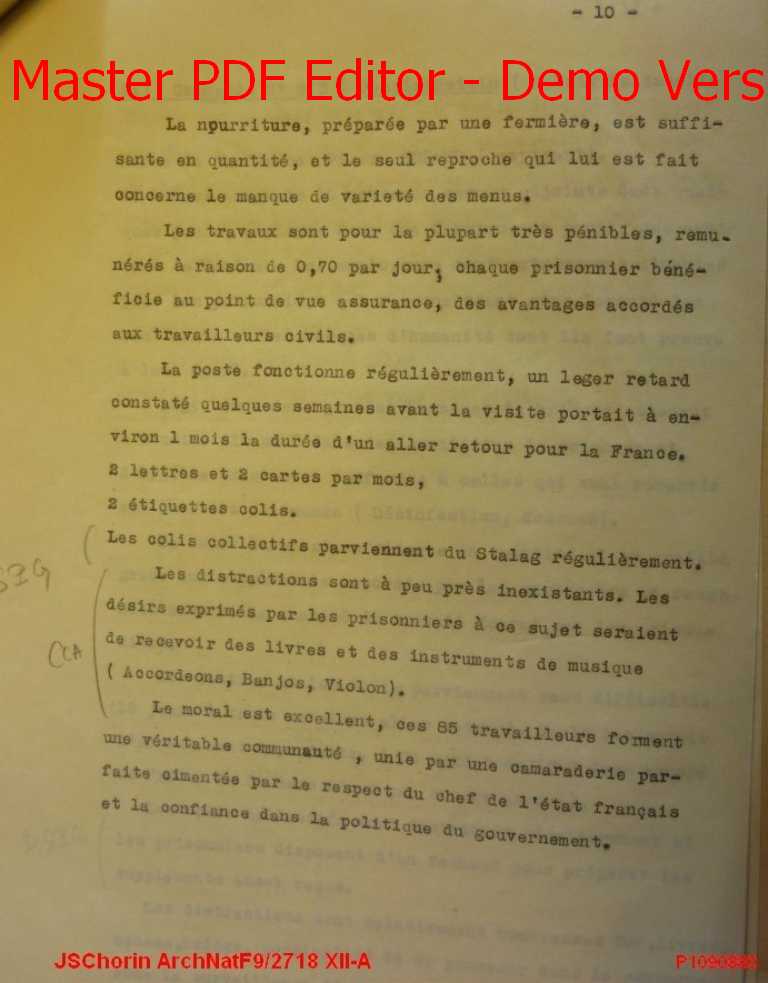 - 10 -
Master PDF Editor - Demo Vers
La nourriture, préparée par une fermière, est suffi-
sante en quantité, et le seul reproche qui lui est fait
concerne le manque de varieté des menus.
Les travaux sont pour la plupart très pénibles, remu-
nérés à raison de 0,70 par jour; chaque prisonnier béné-
ficie au point de vue assurance, des avantages accordés
aux travailleurs civils.
La poste fonctionne régulièrement, un leger retard
constaté quelques semaines avant la visite portait à en-
viron 1 mois la durée d'un aller retour pour la France.
2 lettres et 2 cartes par mois,
2 étiquettes colis.
Les colis collectifs parviennent du Stalag régulièrement.
Les distractions sont à peu près inexistants. Les
désirs exprimés par les prisonniers à ce sujet seraient
CCA
de recevoir des livres et des instruments de musique
( Accordeons, Banjos, Violon).
Le moral est excellent, ces 85 travailleurs forment
une véritable communauté , unie par une camaraderie par-
faite cimentée par le respect du chef de l'état français
et la confiance dans la politique du gouvernement.
JSChorin ArchNatF9/2718 XII-A